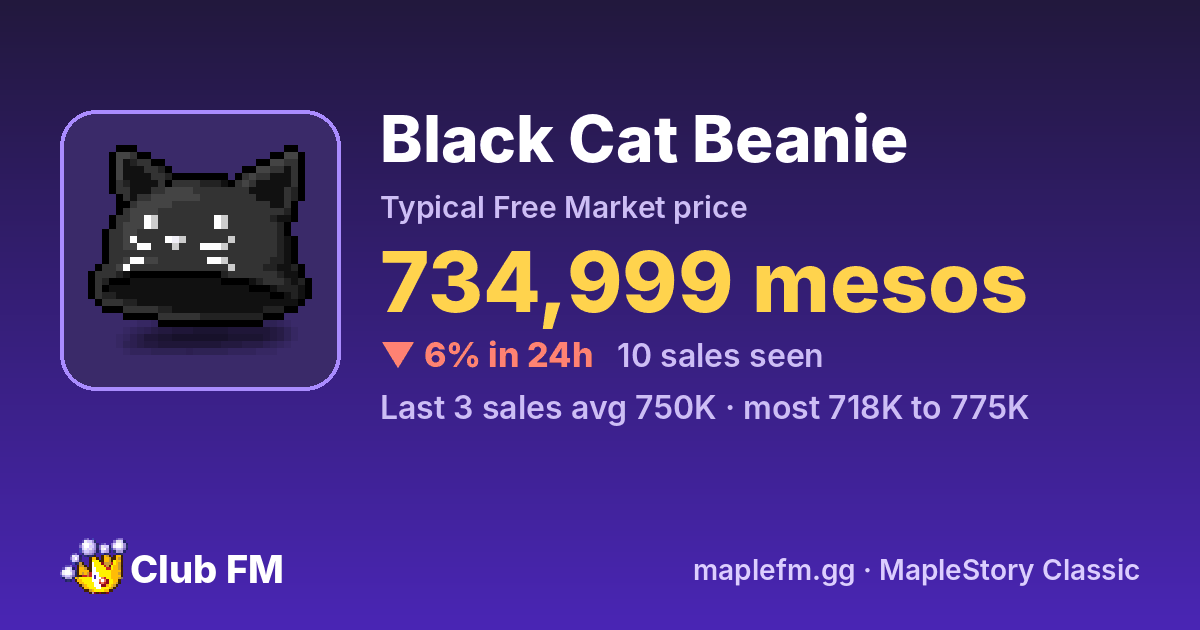 Black Cat Beanie
Typical Free Market price
734,999 mesos
▼ 6% in 24h 10 sales seen
Last 3 sales avg 750K · most 718K to 775K
Club FM
maplefm.gg · MapleStory Classic